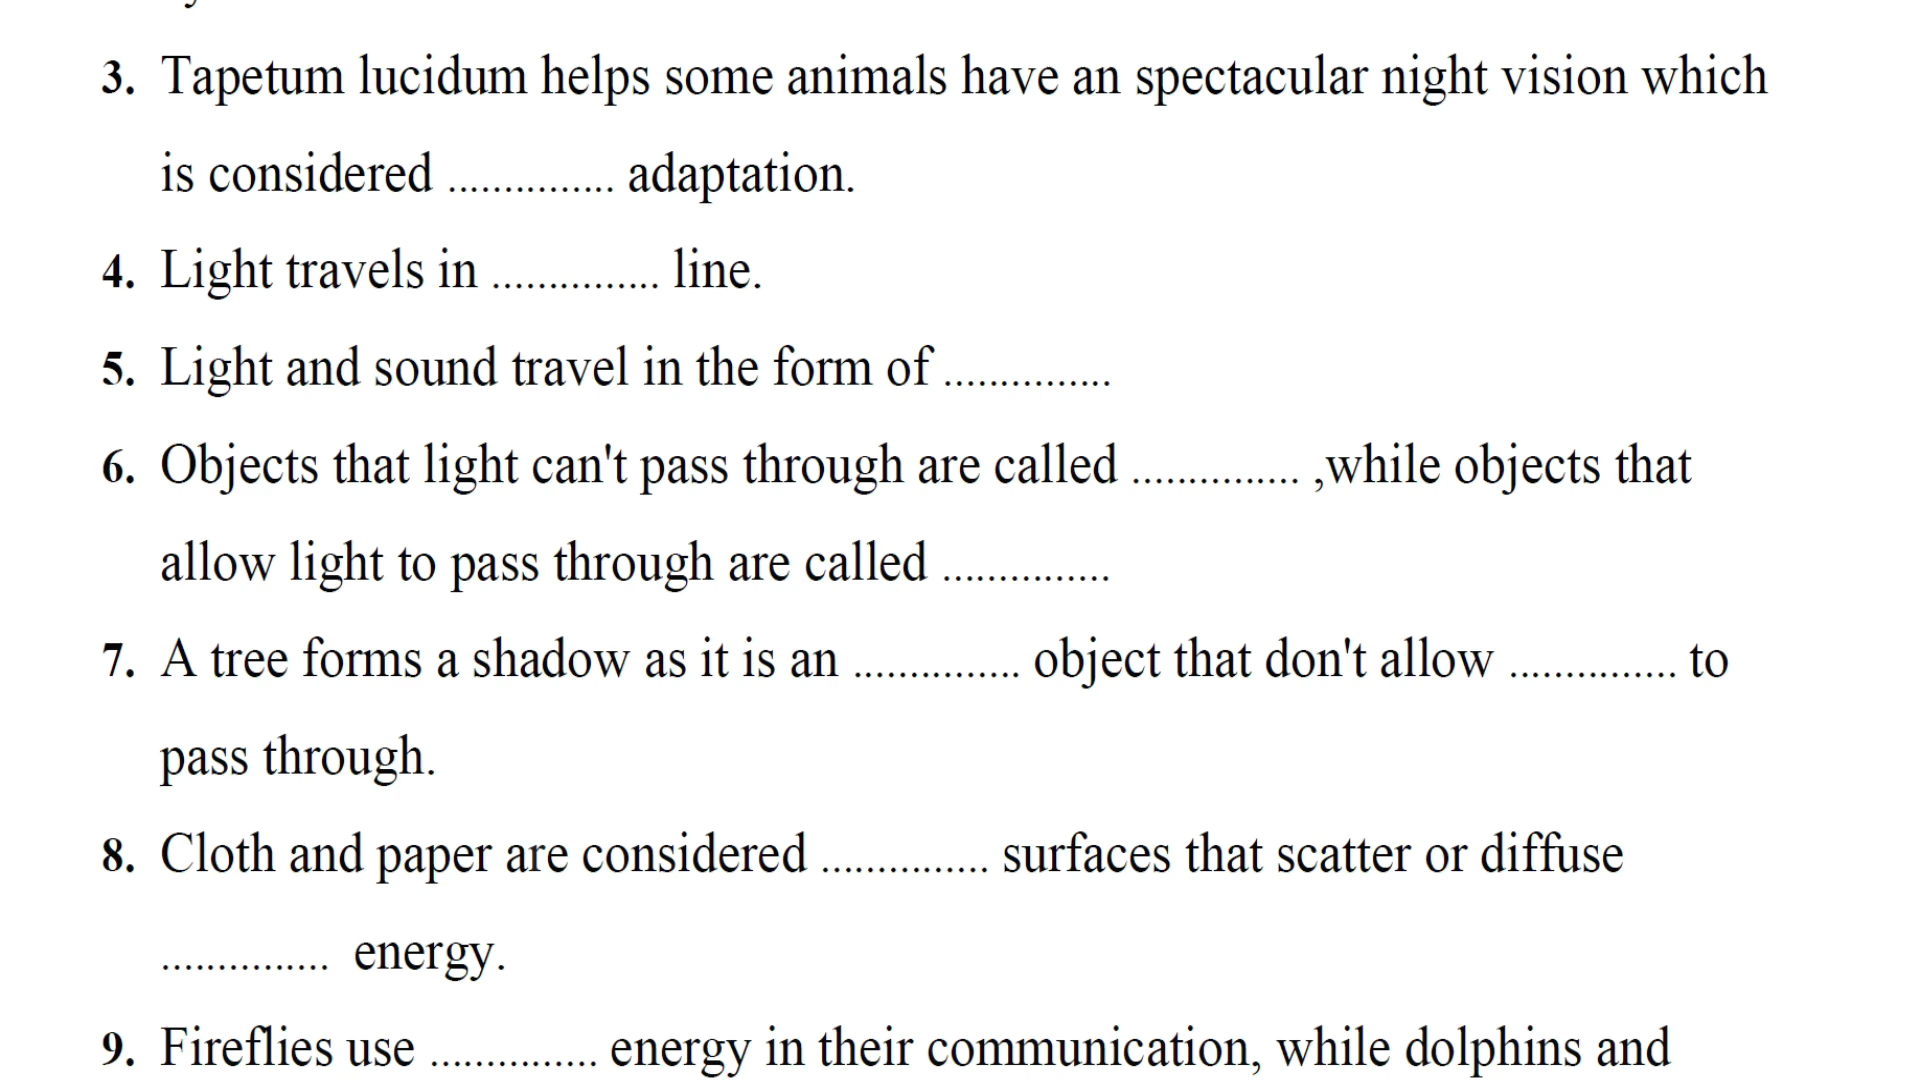 3. Tapetum lucidum helps some animals have an spectacular night vision which
is considered ............... adaptation.
4. Light travels in ............... line.
5. Light and sound travel in the form of ...............
6. Objects that light can't pass through are called ............... ,while objects that
allow light to pass through are called ...............
7. A tree forms a shadow as it is an ............... object that don't allow ............... to
pass through.
8. Cloth and paper are considered ............... surfaces that scatter or diffuse
............... energy.
9. Fireflies use ............... energy in their communication, while dolphins and